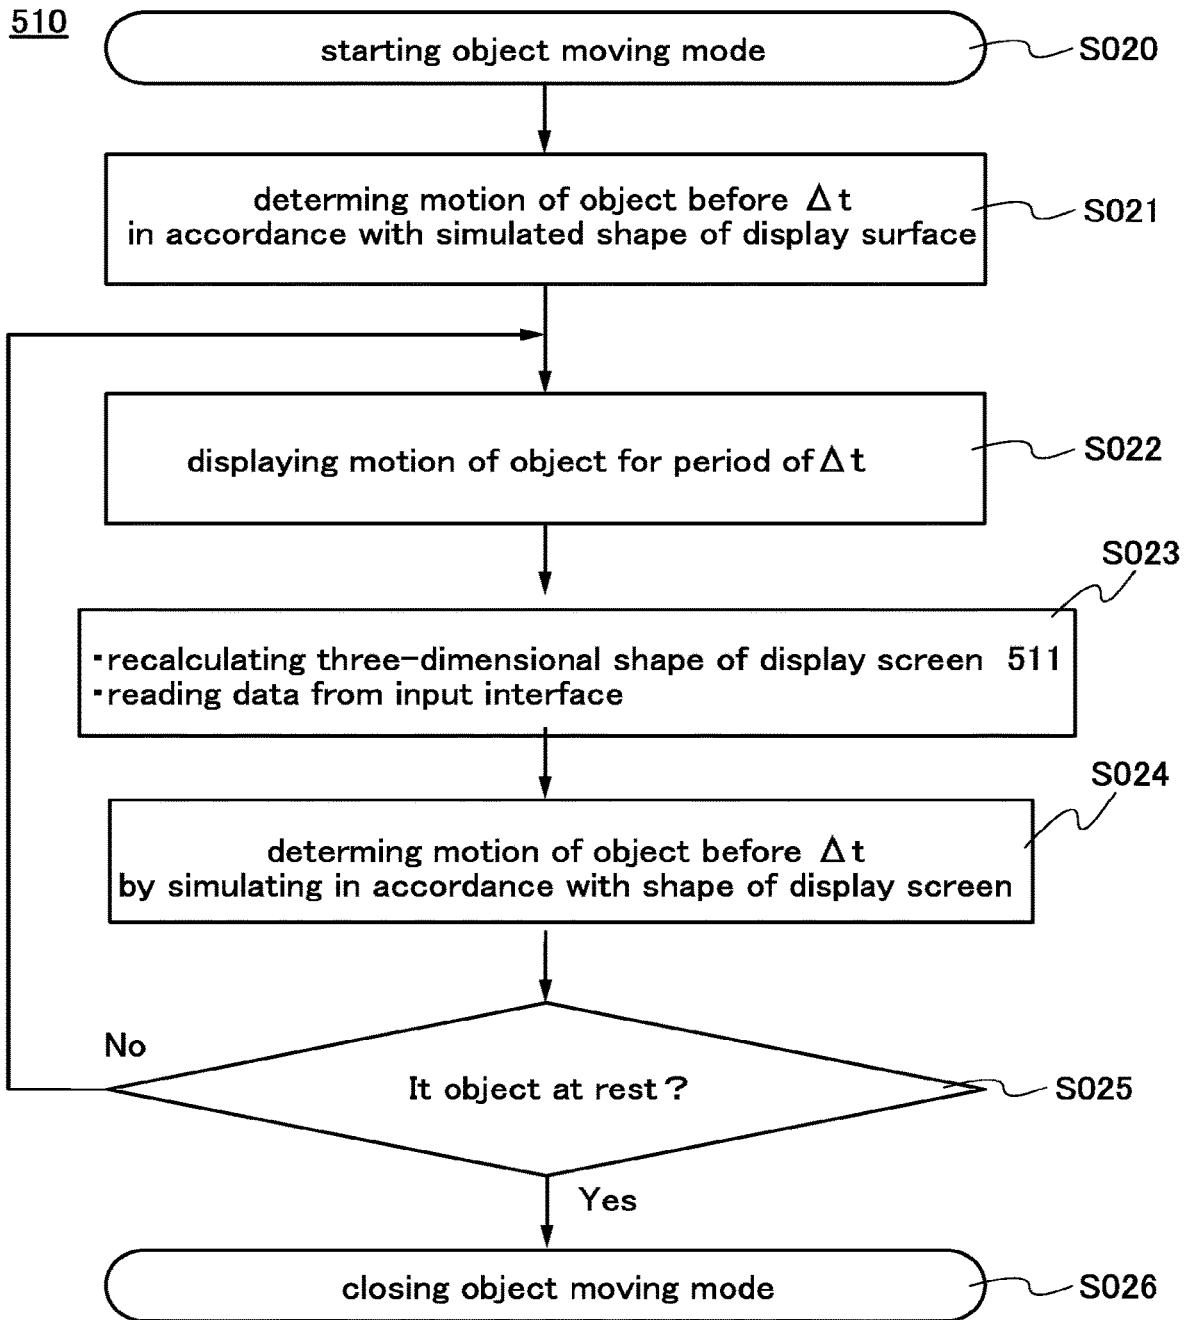 510
starting object moving mode
S020
determing motion of object before Δt
in accordance with simulated shape of display surface
S021
displaying motion of object for period of Δt
S022
S023
・recalculating three-dimensional shape of display screen 511
・reading data from input interface
S024
determing motion of object before Δt
by simulating in accordance with shape of display screen
No
It object at rest?
S025
Yes
closing object moving mode
S026